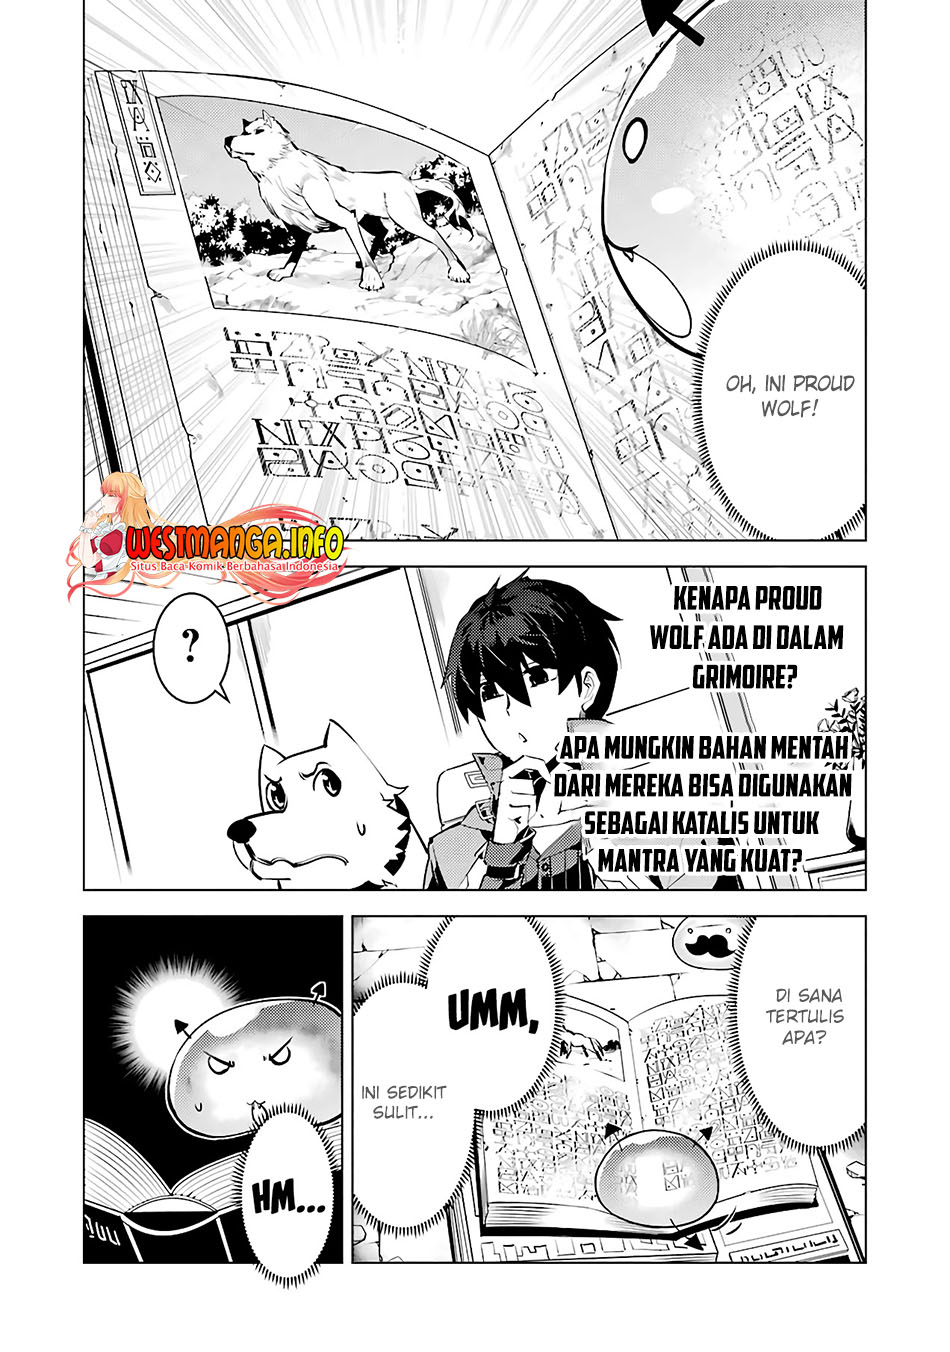 OH, INI PROUD
WOLF!
WESTMANGA.INFO
Situs Baca Komik Berbahasa Indonesia
?
KENAPA PROUD
WOLF ADA DI DALAM
GRIMOIRE?
APA MUNGKIN BAHAN MENTAH
DARI MEREKA BISA DIGUNAKAN
SEBAGAI KATALIS UNTUK
MANTRA YANG KUAT?
HM...
DI SANA
TERTULIS
APA?
UMM,
INI SEDIKIT
SULIT...